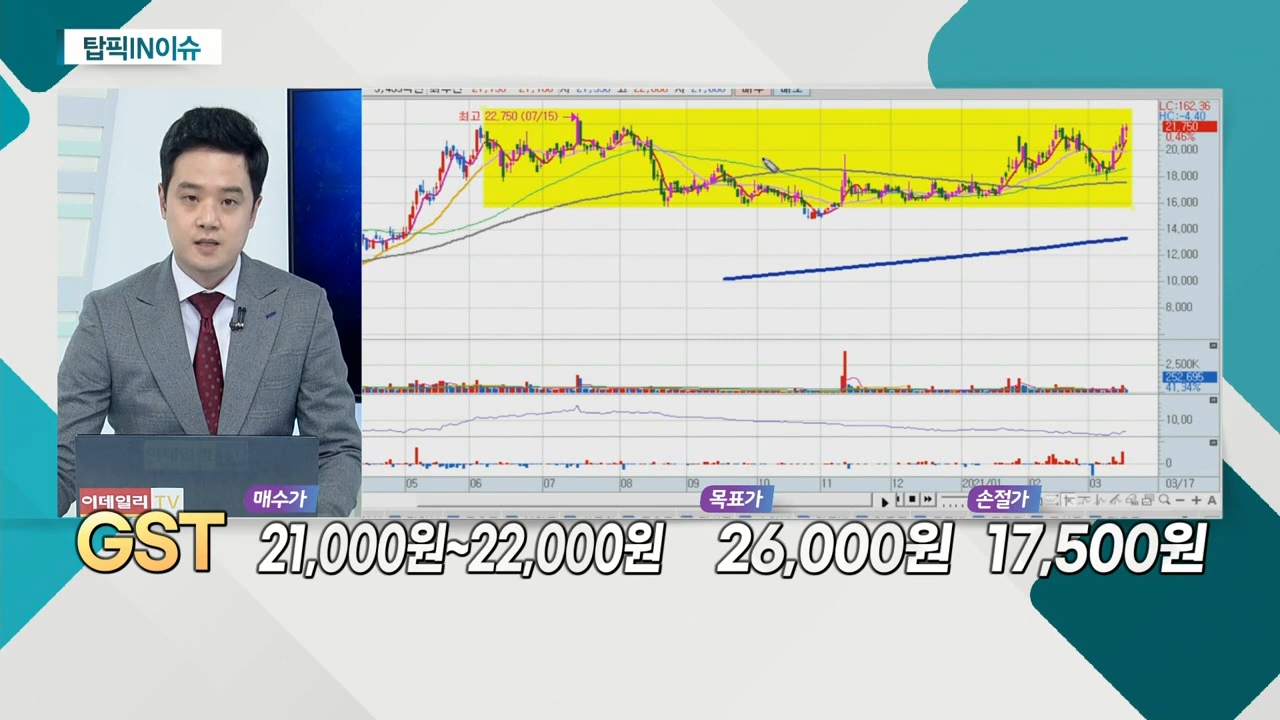 탑픽IN이슈
최고 22,750 (07/15)
LC:162.36
HC:-4.40
21,750
0.46%
20,000
18,000
16,000
14,000
12,000
10,000
8,000
2,500K
252,695
41.34%
10,00
0
05 06 07 08 09 10 11 12 2021/01 02 03 03/17
이데일리 TV
매수가 목표가 손절가
GST 21,000원~22,000원 26,000원 17,500원